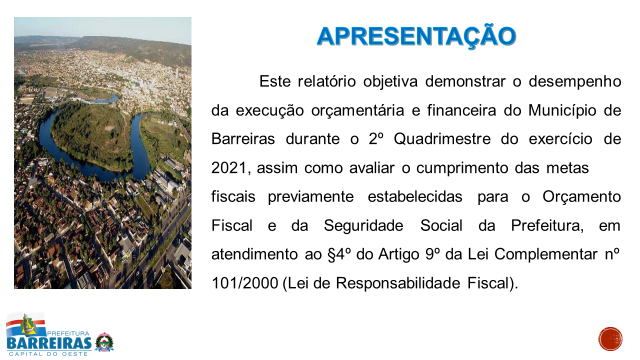 APRESENTAÇÃO
Este relatório objetiva demonstrar o desempenho
da execução orçamentária e financeira do Município de
Barreiras durante o 2º Quadrimestre do exercício de
2021, assim como avaliar o cumprimento das metas
fiscais previamente estabelecidas para o Orçamento
Fiscal e da Seguridade Social da Prefeitura, em
atendimento ao §4º do Artigo 9º da Lei Complementar nº
101/2000 (Lei de Responsabilidade Fiscal).
PREFEITURA
BARREIRAS
CAPITAL DO OESTE